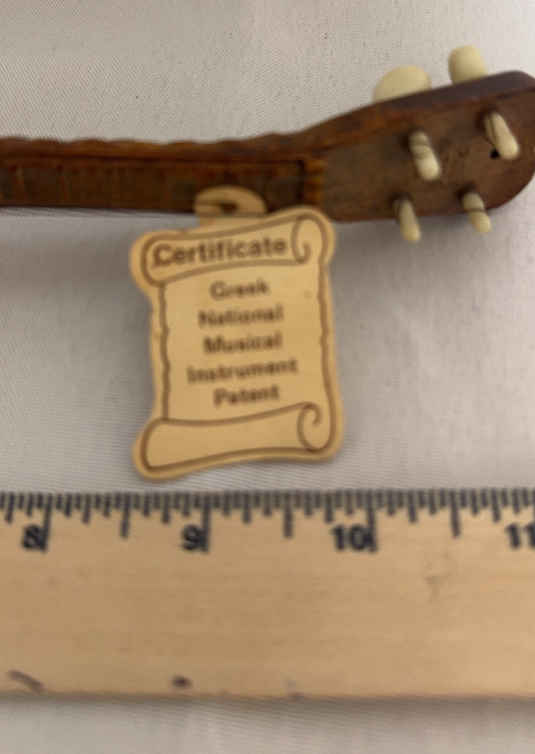 Certificate
Greek
National
Musical
Instrument
Patent
8 9 10 11